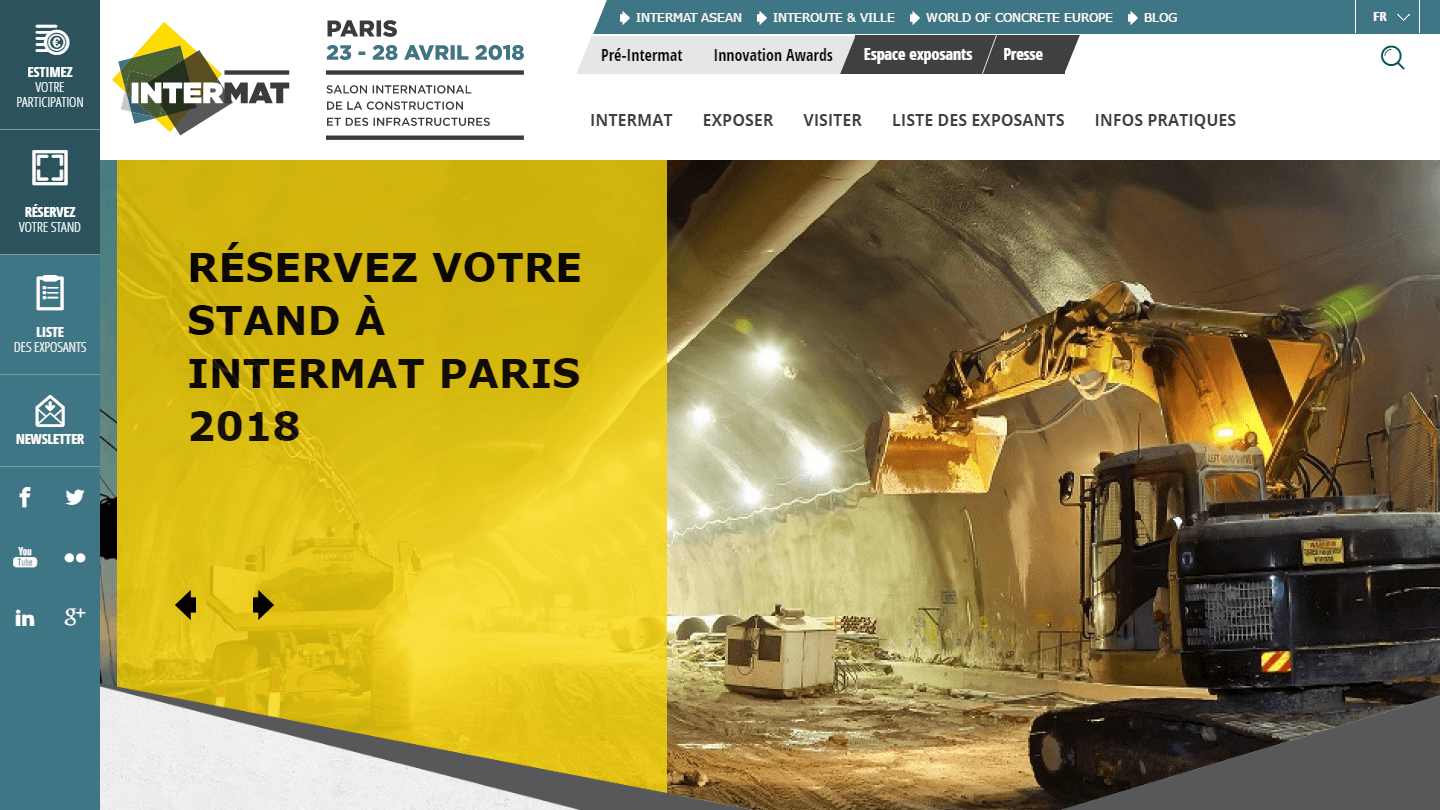 ESTIMEZ
VOTRE
PARTICIPATION
RÉSERVEZ
VOTRE STAND
LISTE
DES EXPOSANTS
NEWSLETTER
You
Tube
in
g+
INTERMAT
PARIS
23 - 28 AVRIL 2018
SALON INTERNATIONAL
DE LA CONSTRUCTION
ET DES INFRASTRUCTURES
INTERMAT ASEAN INTEROUTE & VILLE WORLD OF CONCRETE EUROPE BLOG
FR
Pré-Intermat Innovation Awards Espace exposants Presse
INTERMAT EXPOSER VISITER LISTE DES EXPOSANTS INFOS PRATIQUES
RÉSERVEZ VOTRE
STAND À
INTERMAT PARIS
2018